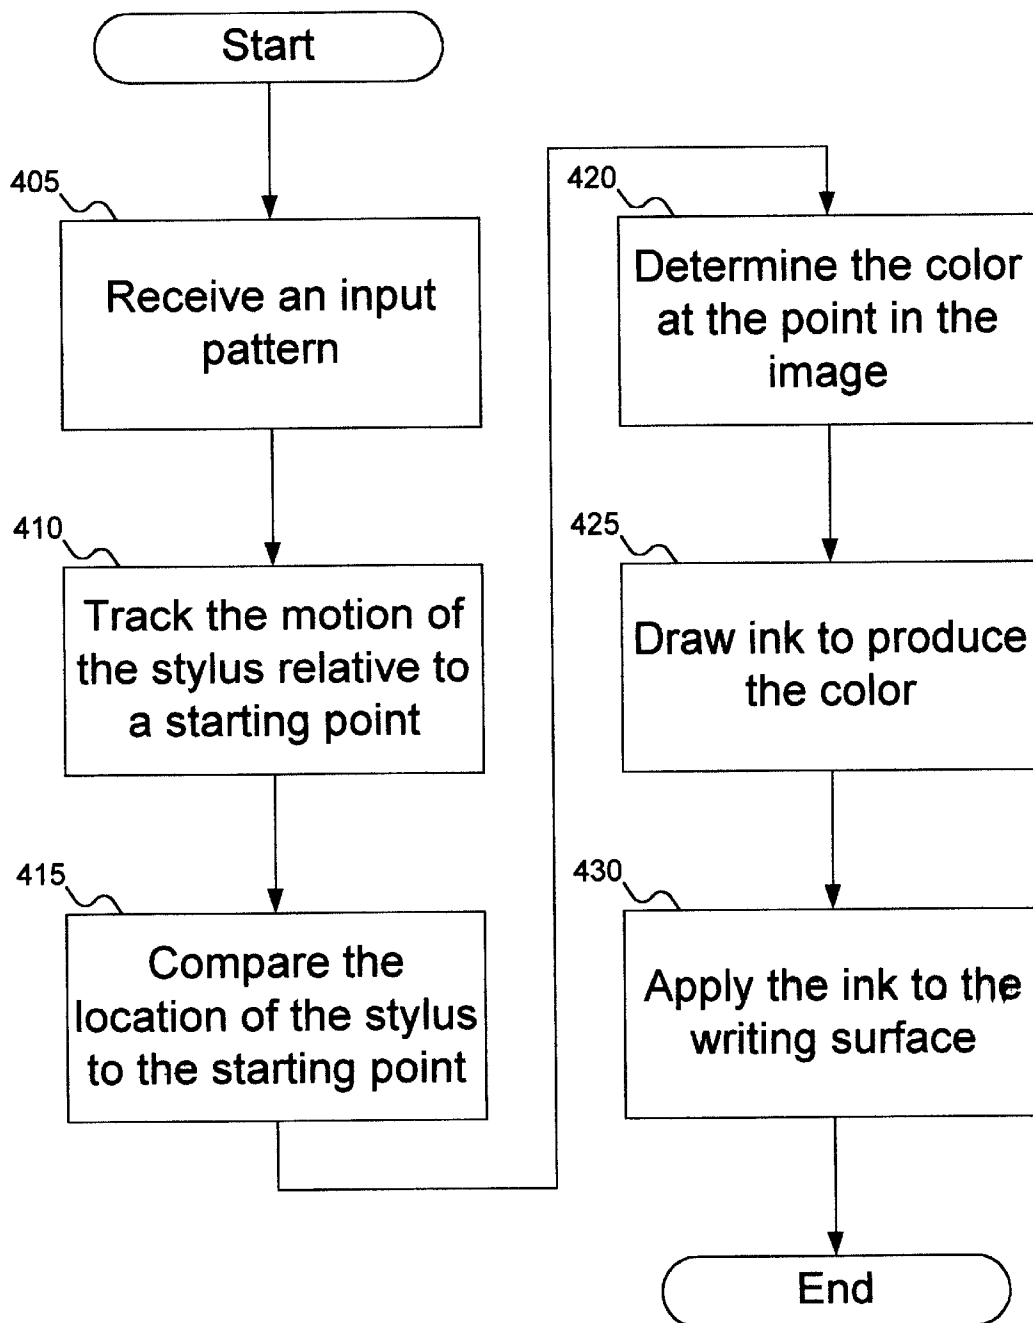 Start
405
Receive an input
pattern
410
Track the motion of
the stylus relative to
a starting point
415
Compare the
location of the stylus
to the starting point
420
Determine the color
at the point in the
image
425
Draw ink to produce
the color
430
Apply the ink to the
writing surface
End